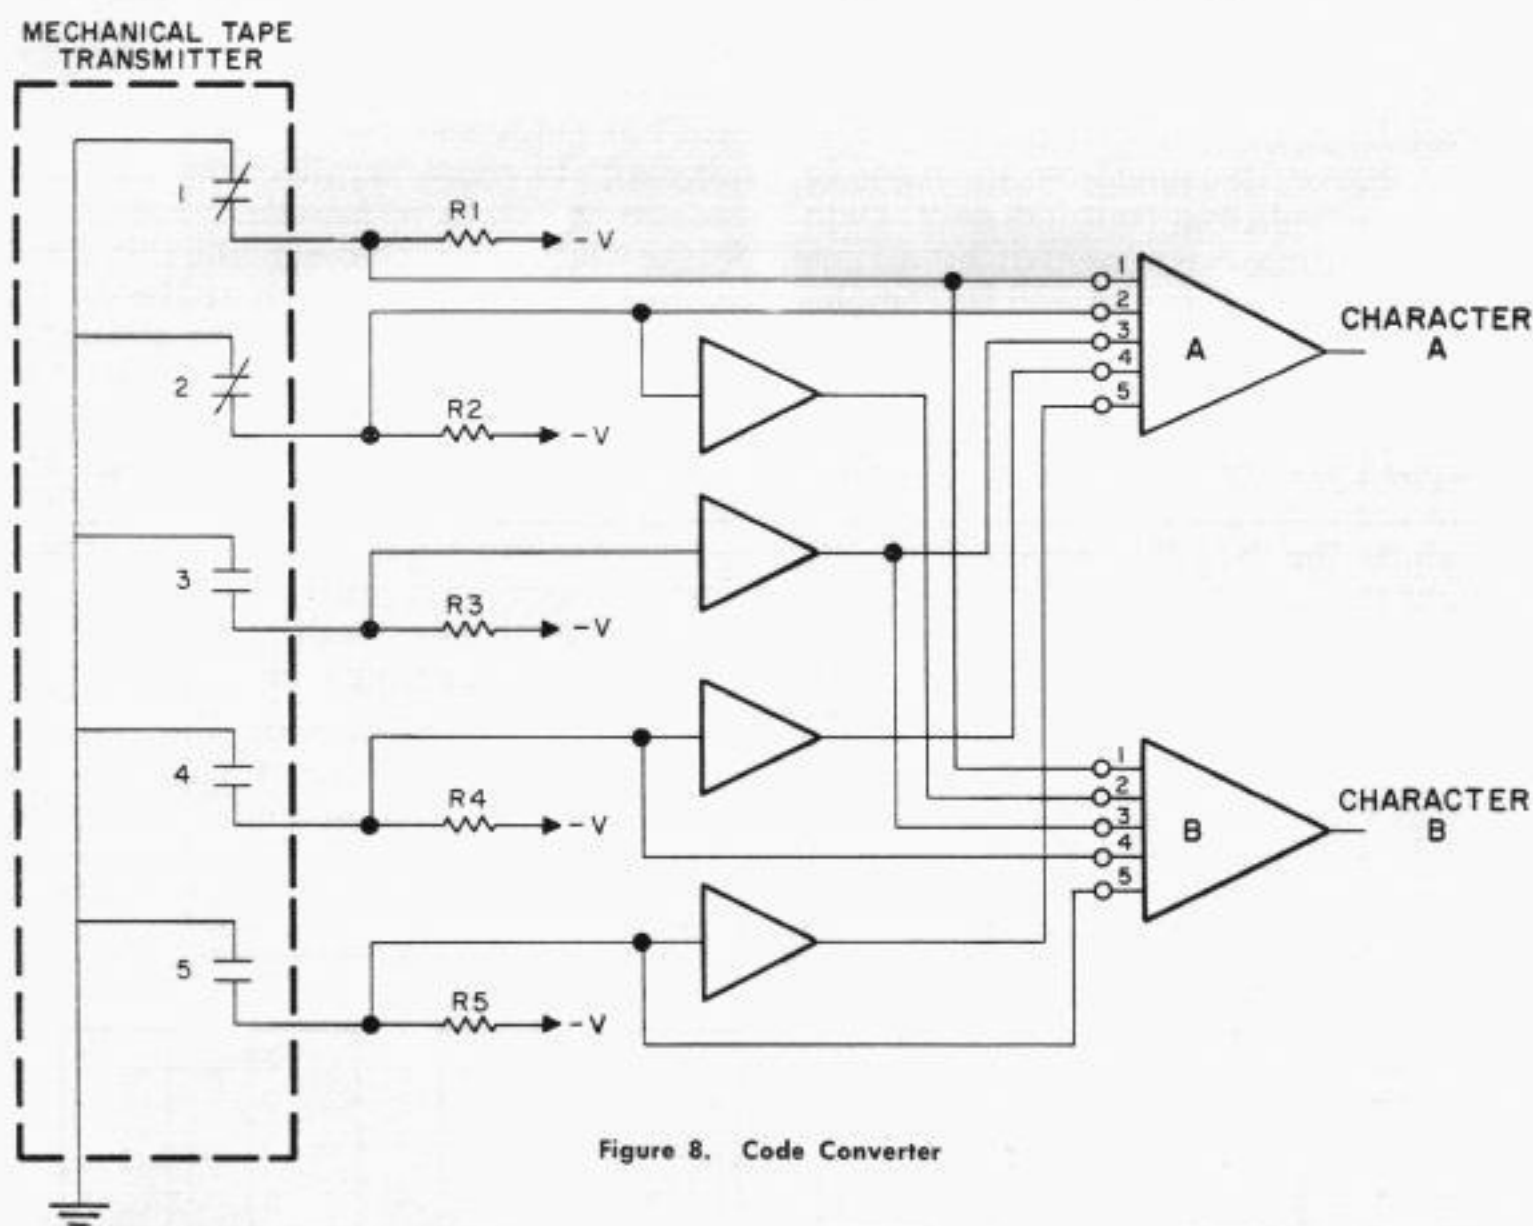 MECHANICAL TAPE
TRANSMITTER
1
R1
-V
1
2
3
4
5
A
CHARACTER
A
2
R2
-V
3
R3
-V
4
R4
-V
1
2
3
4
5
B
CHARACTER
B
5
R5
-V
Figure 8. Code Converter